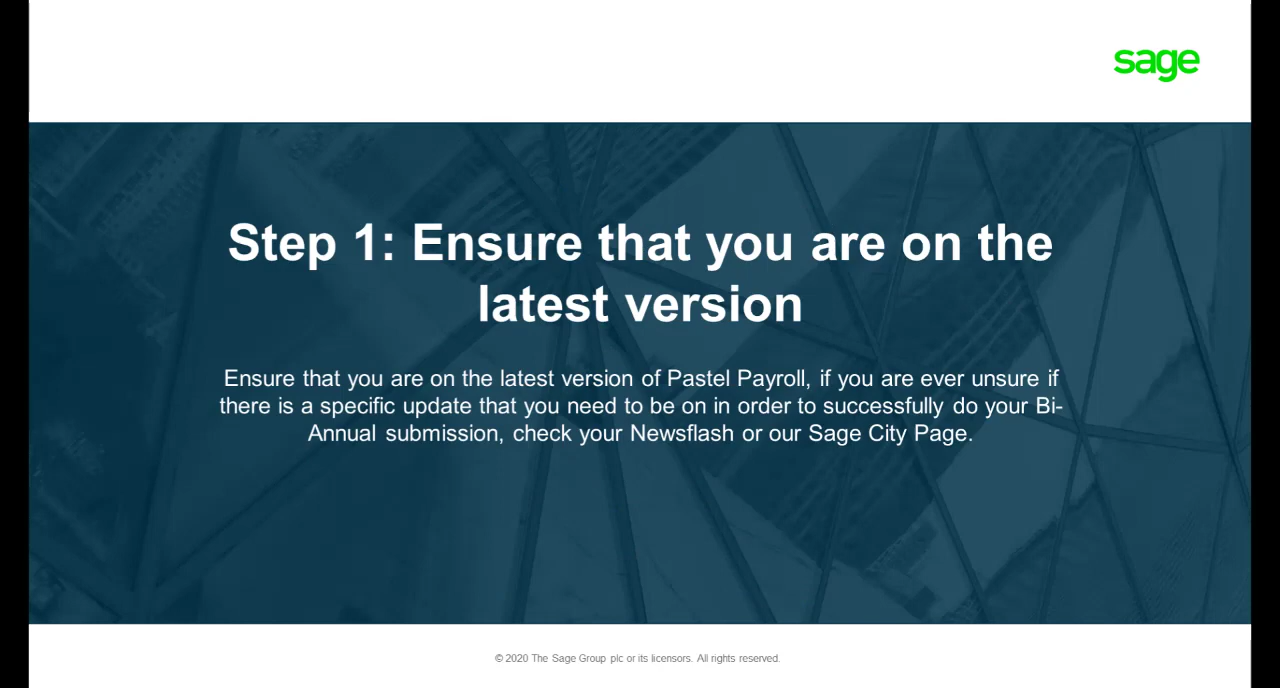 sage
Step 1: Ensure that you are on the
latest version
Ensure that you are on the latest version of Pastel Payroll, if you are ever unsure if
there is a specific update that you need to be on in order to successfully do your Bi-
Annual submission, check your Newsflash or our Sage City Page.
© 2020 The Sage Group plc or its licensors. All rights reserved.